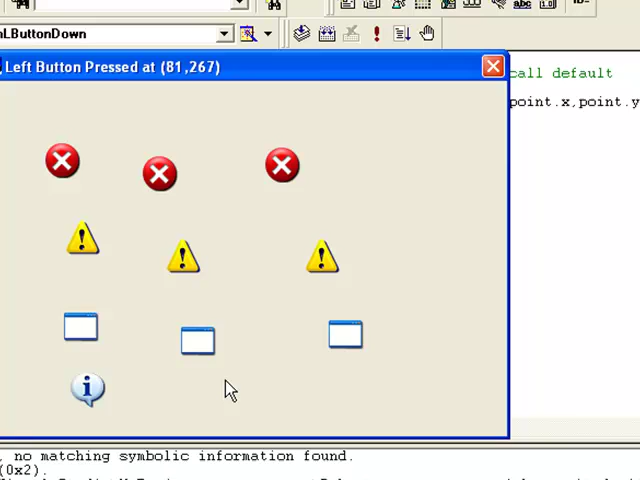 nLButtonDown
Left Button Pressed at (81,267)
call default
point.x,point.y
, no matching symbolic information found.
(0x2).